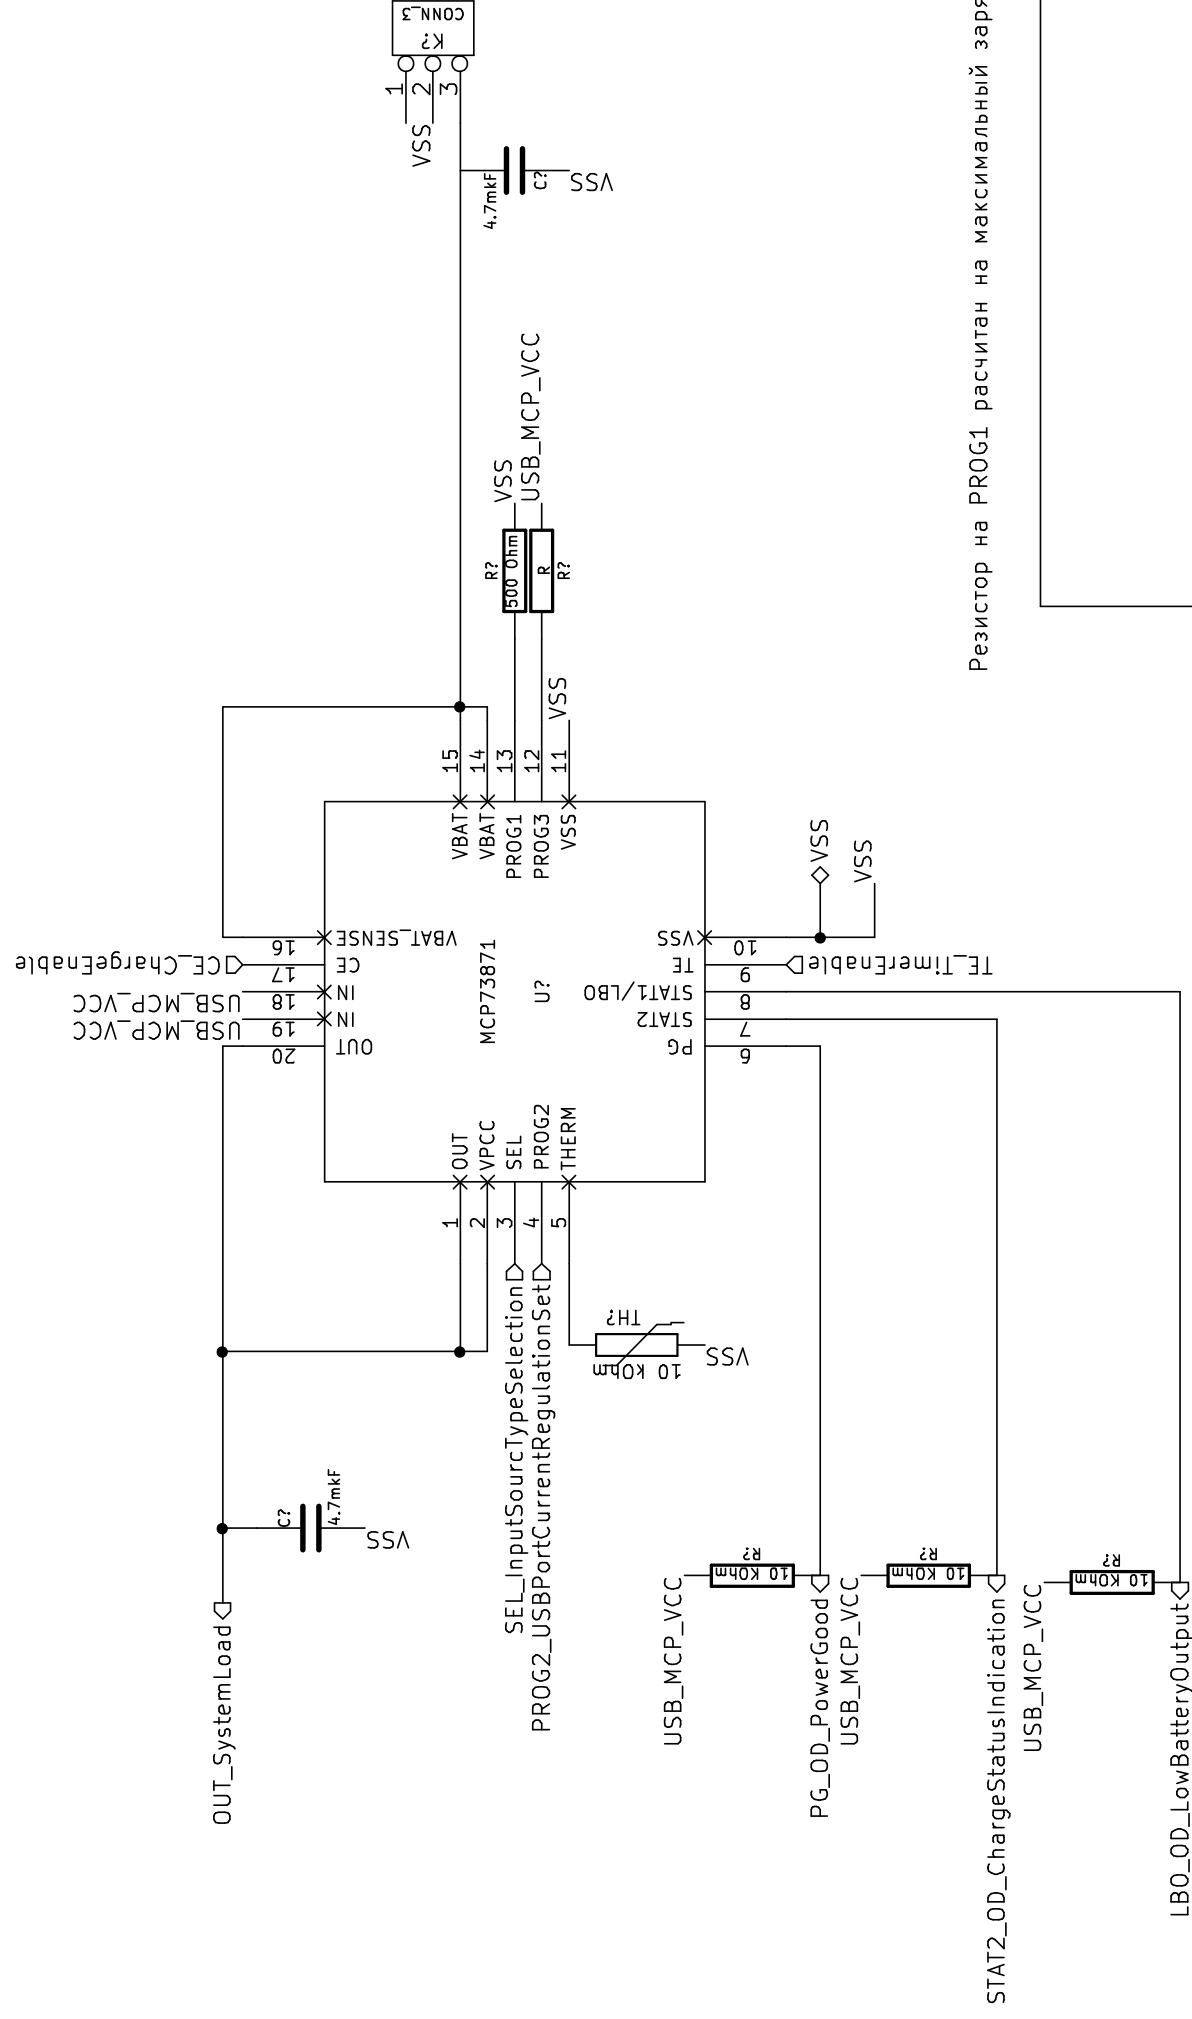 CONN_3
K?
1
2
3
VSS
4.7mkF
C?
VSS
Резистор на PROG1 расчитан на максимальный
VSS
USB_MCP_VCC
R?
500 Ohm
R
R?
VSS
15
14
13
12
11
VBAT
VBAT
PROG1
PROG3
VSS
16
17
18
19
20
CE_ChargeEnable
USB_MCP_VCC
USB_MCP_VCC
VBAT_SENSE
CE
IN
IN
OUT
MCP73871
U?
VSS
TE
STAT1/LBO
STAT2
PG
10
9
8
7
6
VSS
VSS
TE_TimerEnable
OUT
VPCC
SEL
PROG2
THERM
1
2
3
4
5
SEL_InputSourcTypeSelection
PROG2_USBPortCurrentRegulationSet
TH?
10 kOhm
VSS
C?
4.7mkF
VSS
OUT_SystemLoad
R?
10 KOhm
USB_MCP_VCC
PG_OD_PowerGood
R?
10 KOhm
USB_MCP_VCC
STAT2_OD_ChargeStatusIndication
R?
10 KOhm
USB_MCP_VCC
LBO_OD_LowBatteryOutput